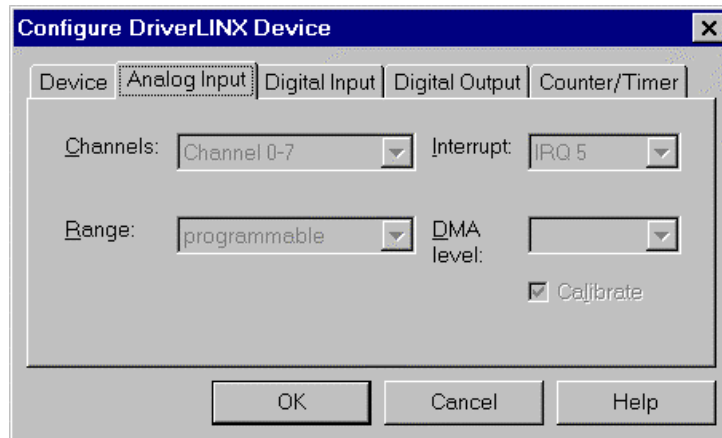 Configure DriverLINX Device
Device Analog Input Digital Input Digital Output Counter/Timer
Channels: Channel 0-7 Interrupt: IRQ 5
Range: programmable DMA
level:
Calibrate
OK Cancel Help